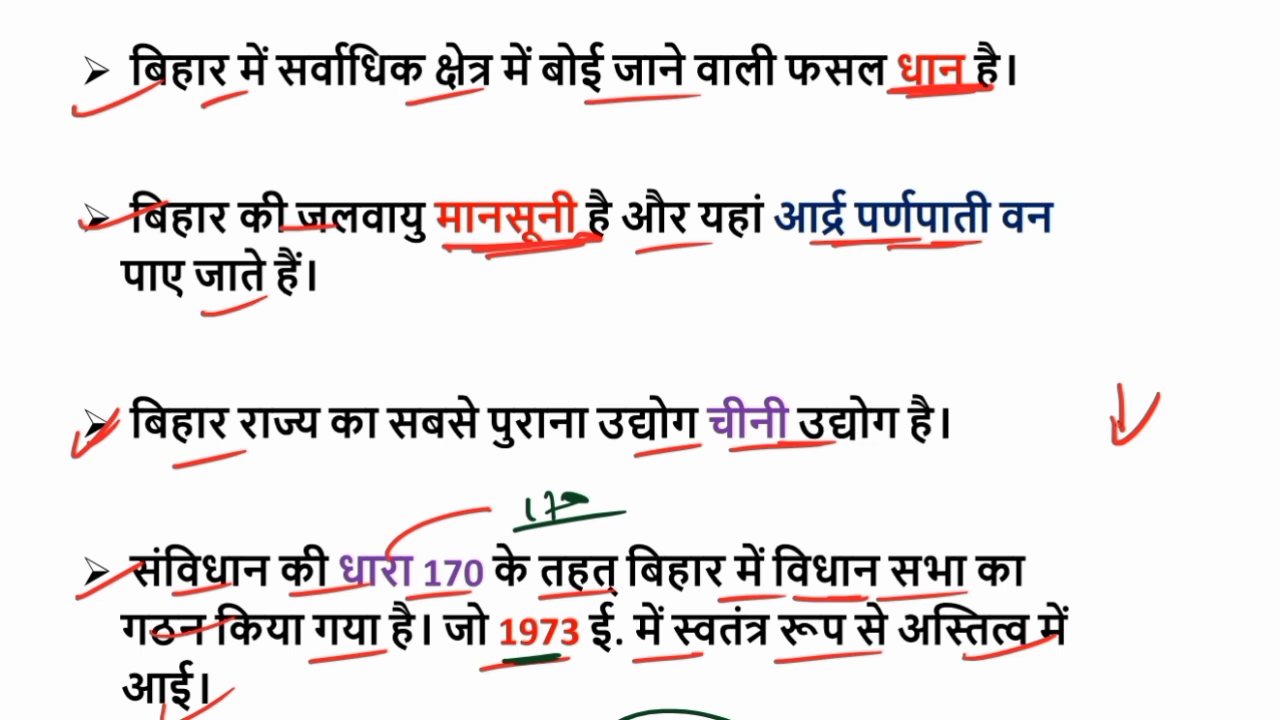 ➢ बिहार में सर्वाधिक क्षेत्र में बोई जाने वाली फसल धान है।
➢ बिहार की जलवायु मानसूनी है और यहां आर्द्र पर्णपाती वन
पाए जाते हैं।
➢ बिहार राज्य का सबसे पुराना उद्योग चीनी उद्योग है।
170
➢ संविधान की धारा 170 के तहत् बिहार में विधान सभा का
गठन किया गया है। जो 1973 ई. में स्वतंत्र रूप से अस्तित्व में
आई।